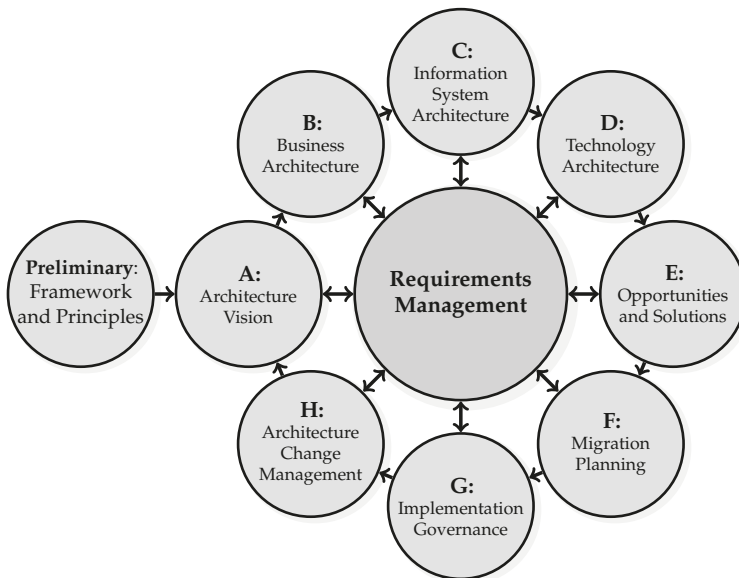 C:
Information
System
Architecture
B:
Business
Architecture
D:
Technology
Architecture
Preliminary:
Framework
and Principles
A:
Architecture
Vision
Requirements
Management
E:
Opportunities
and Solutions
H:
Architecture
Change
Management
F:
Migration
Planning
G:
Implementation
Governance